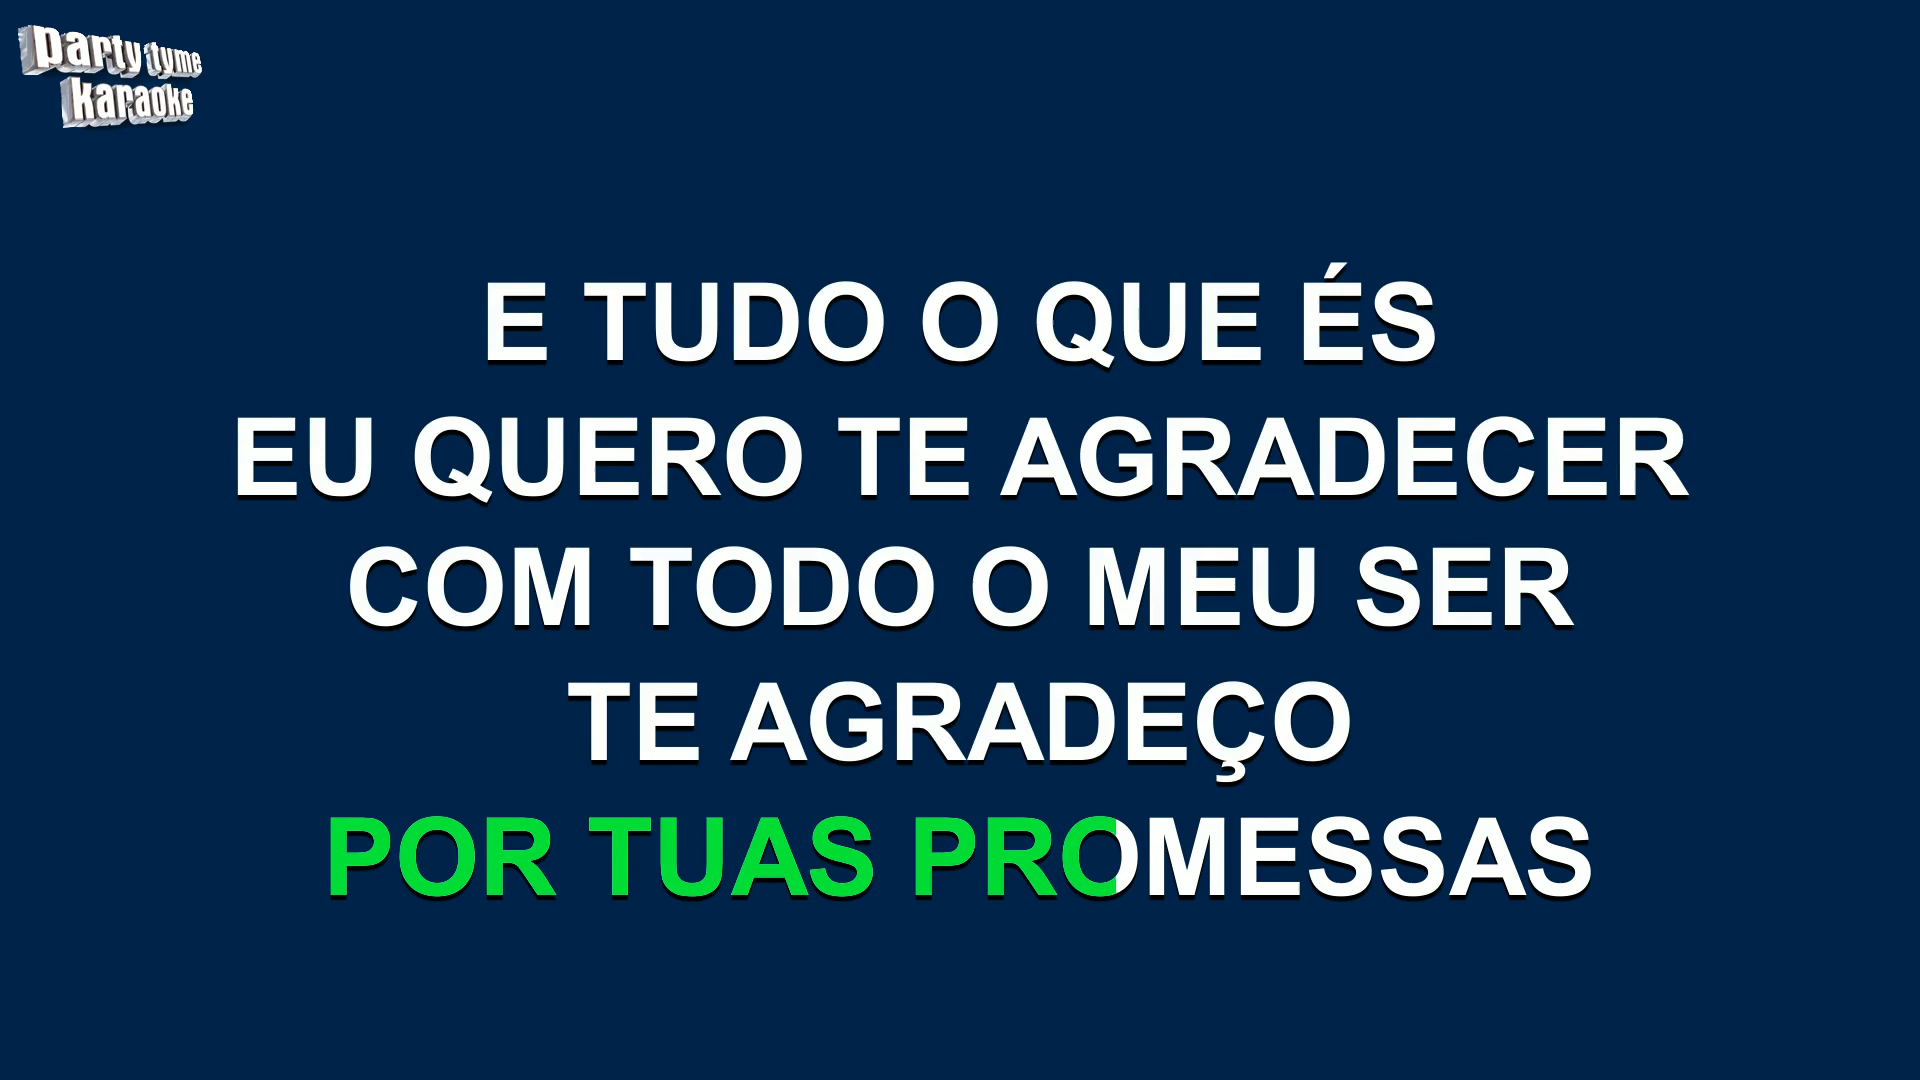 party tyme
karaoke
E TUDO O QUE ÉS
EU QUERO TE AGRADECER
COM TODO O MEU SER
TE AGRADEÇO
POR TUAS PROMESSAS